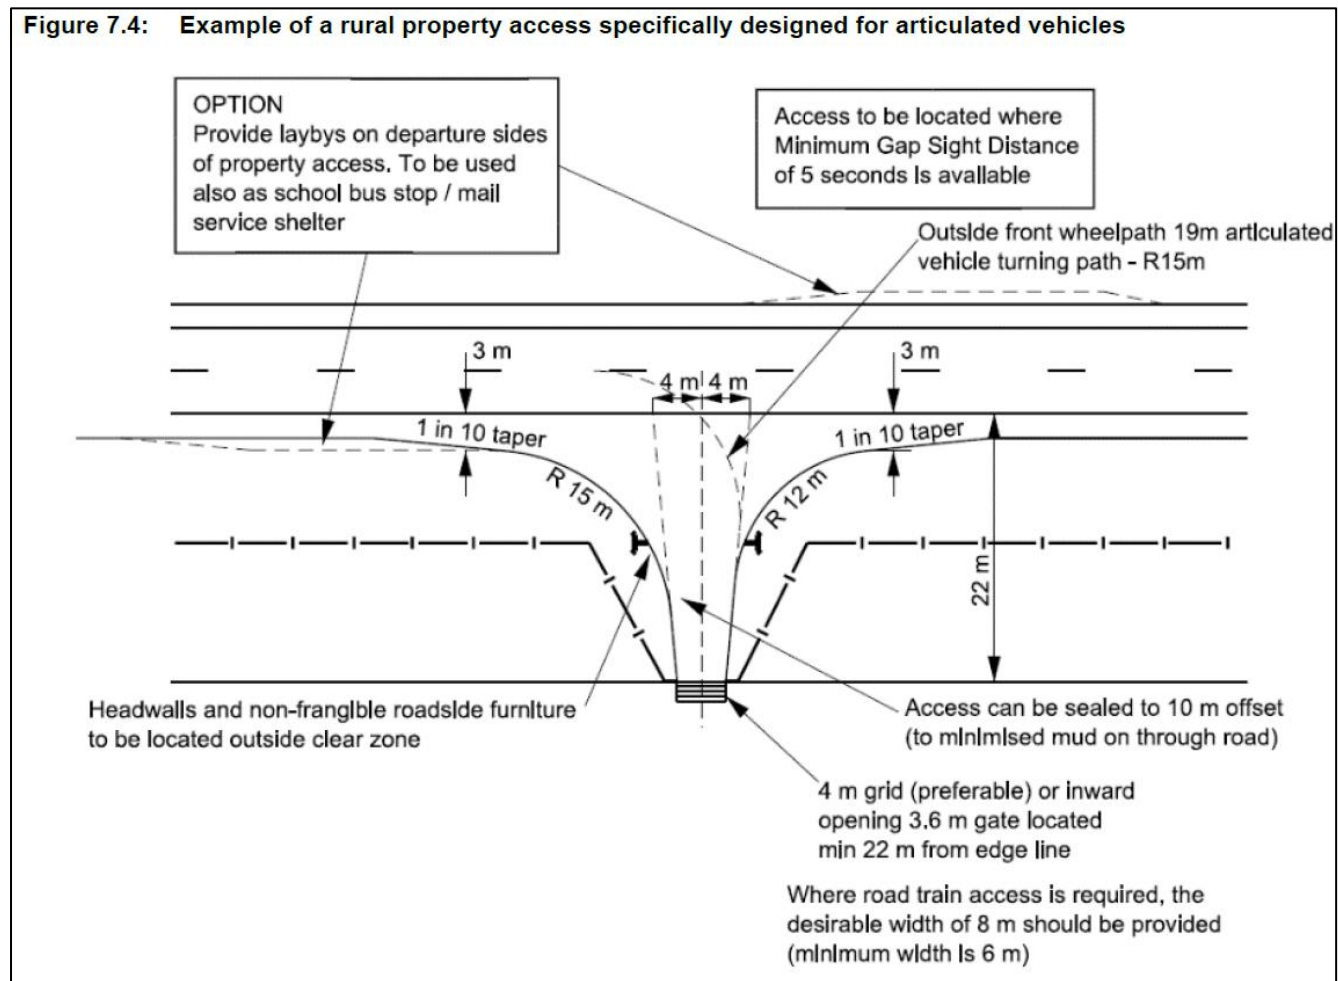 Figure 7.4: Example of a rural property access specifically designed for articulated vehicles
OPTION
Provide laybys on departure sides
of property access. To be used
also as school bus stop / mail
service shelter
Access to be located where
Minimum Gap Sight Distance
of 5 seconds Is available
Outside front wheelpath 19m articulated
vehicle turning path - R15m
3 m
3 m
4 m 4 m
1 in 10 taper
1 in 10 taper
R 15 m
R 12 m
22 m
Headwalls and non-frangible roadside furniture
to be located outside clear zone
Access can be sealed to 10 m offset
(to minimised mud on through road)
4 m grid (preferable) or inward
opening 3.6 m gate located
min 22 m from edge line
Where road train access is required, the
desirable width of 8 m should be provided
(minimum width is 6 m)